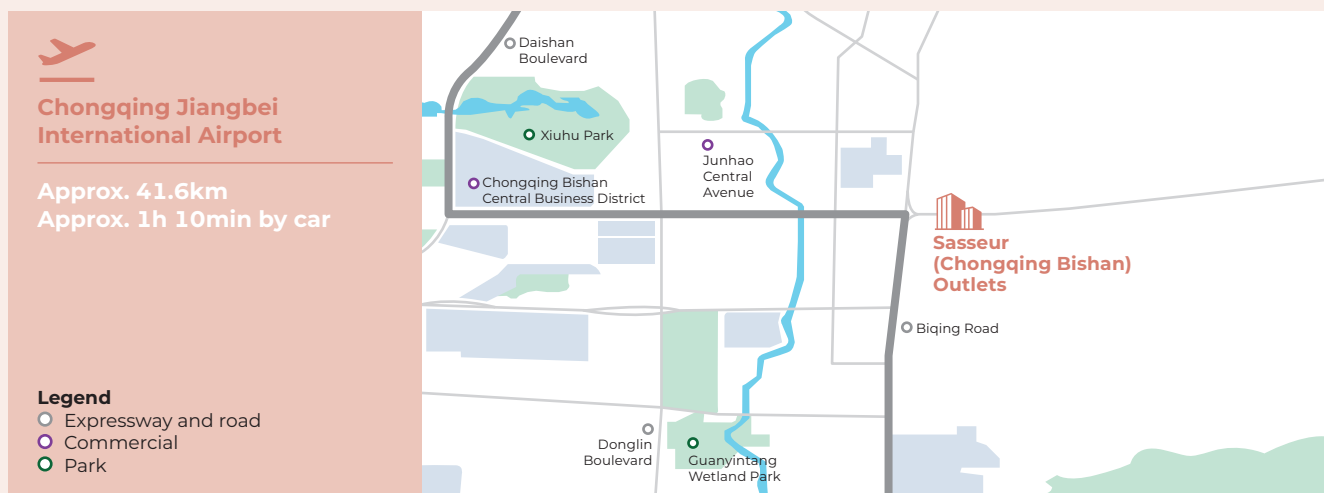 Chongqing Jiangbei
International Airport
Approx. 41.6km
Approx. 1h 10min by car
Legend
Expressway and road
Commercial
Park
Daishan
Boulevard
Xiuhu Park
Chongqing Bishan
Central Business District
Junhao
Central
Avenue
Sasseur
(Chongqing Bishan)
Outlets
Biqing Road
Donglin
Boulevard
Guanyintang
Wetland Park